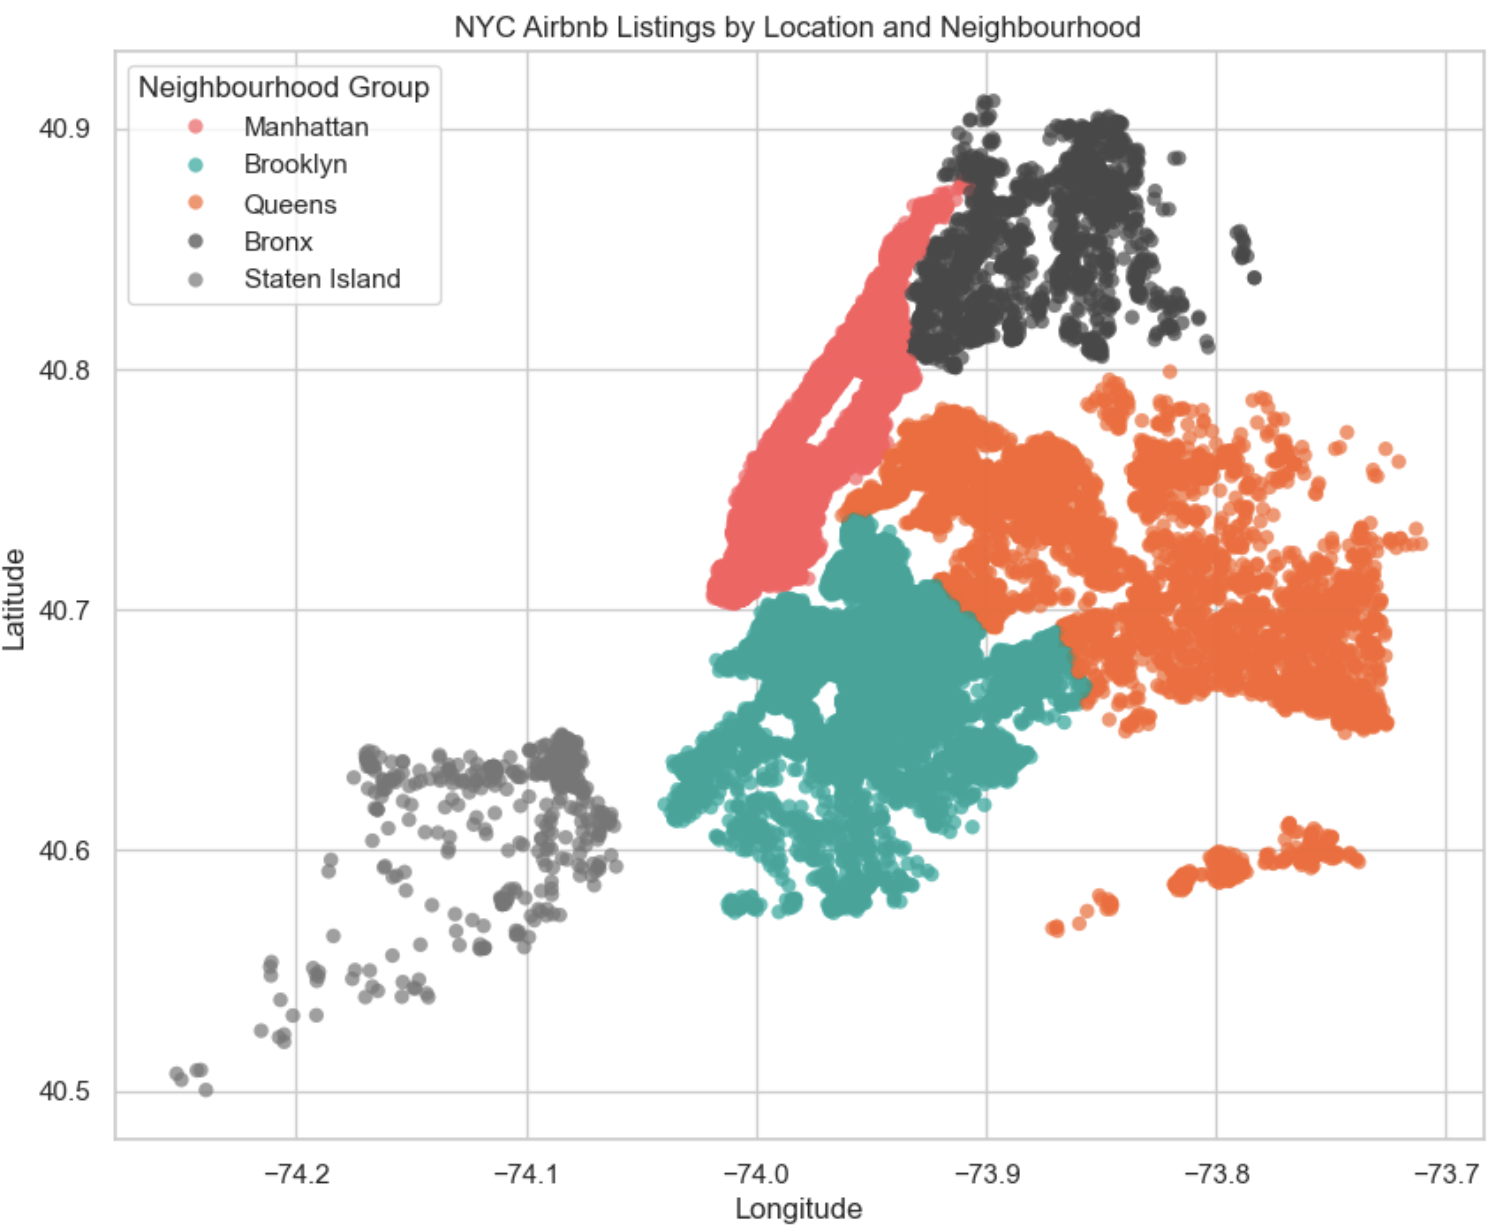 NYC Airbnb Listings by Location and Neighbourhood
Neighbourhood Group
Manhattan
Brooklyn
Queens
Bronx
Staten Island
Latitude
40.9
40.8
40.7
40.6
40.5
−74.2
−74.1
−74.0
−73.9
−73.8
−73.7
Longitude